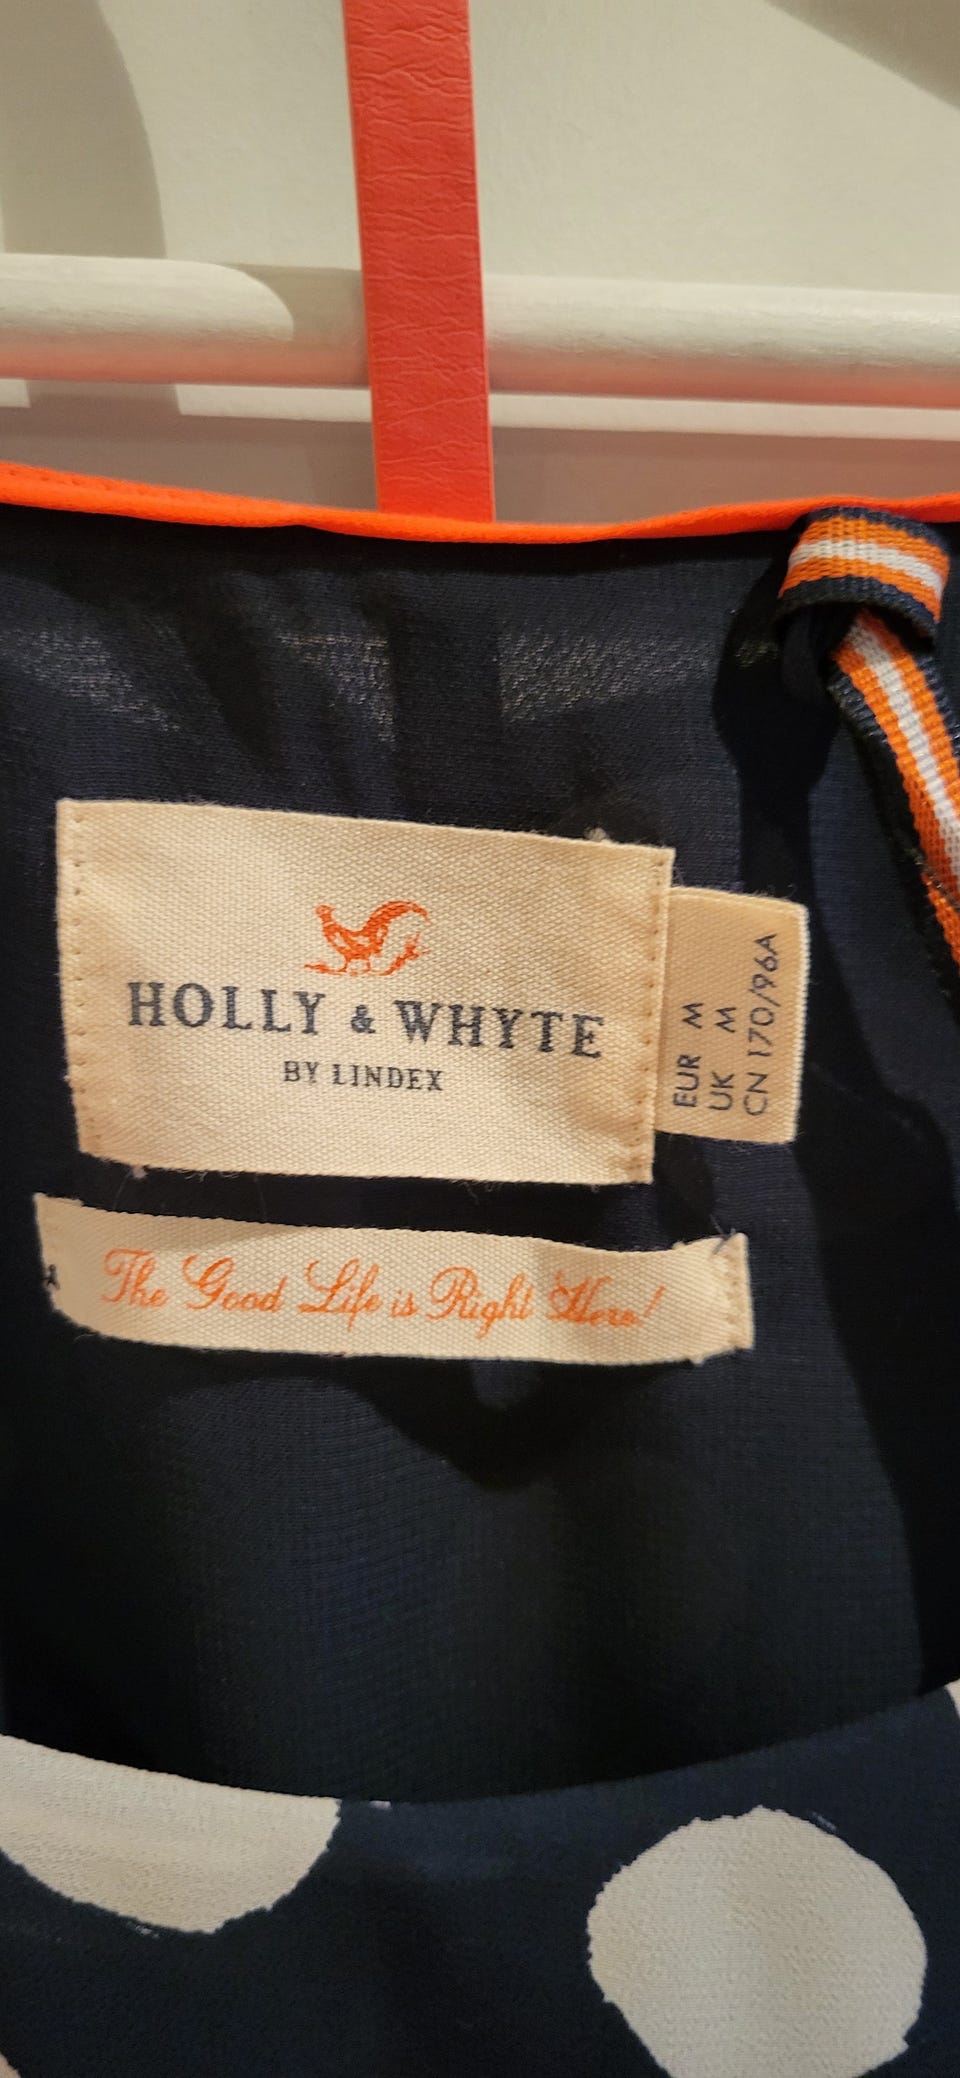 HOLLY & WHYTE
BY LINDEX
EUR M
UK M
CN 170/96A
The Good Life is Right Here!